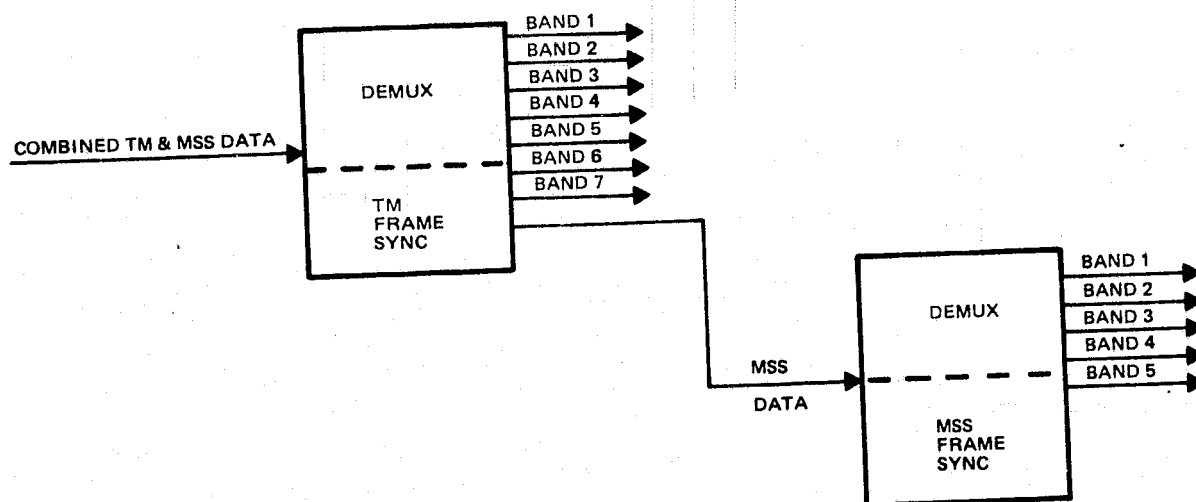 COMBINED TM & MSS DATA
DEMUX
TM
FRAME
SYNC
BAND 1
BAND 2
BAND 3
BAND 4
BAND 5
BAND 6
BAND 7
MSS
DATA
DEMUX
MSS
FRAME
SYNC
BAND 1
BAND 2
BAND 3
BAND 4
BAND 5